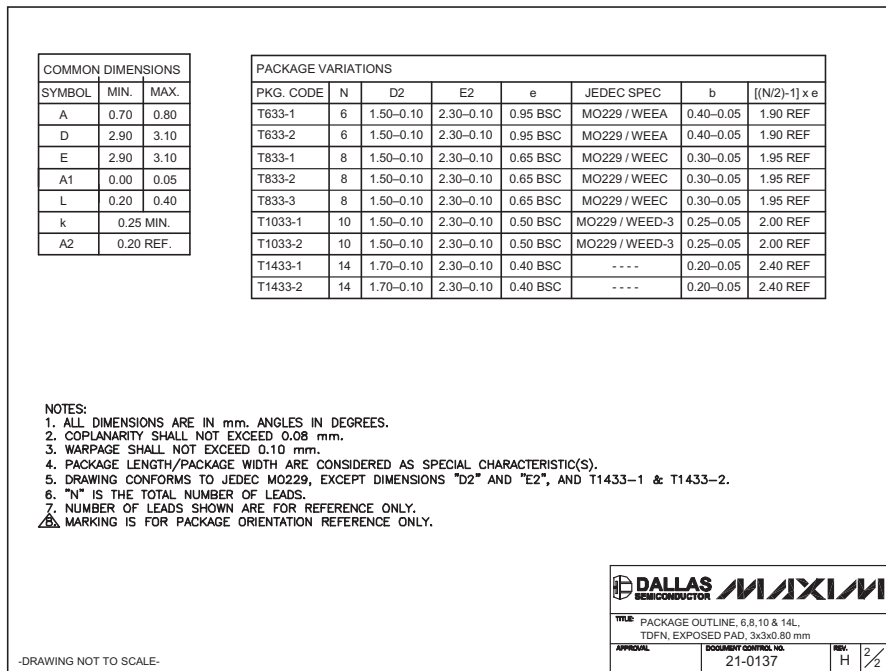 COMMON DIMENSIONS
SYMBOL MIN. MAX.
A 0.70 0.80
D 2.90 3.10
E 2.90 3.10
A1 0.00 0.05
L 0.20 0.40
k 0.25 MIN.
A2 0.20 REF.
PACKAGE VARIATIONS
PKG. CODE N D2 E2 e JEDEC SPEC b [(N/2)-1] x e
T633-1 6 1.50–0.10 2.30–0.10 0.95 BSC MO229 / WEEA 0.40–0.05 1.90 REF
T633-2 6 1.50–0.10 2.30–0.10 0.95 BSC MO229 / WEEA 0.40–0.05 1.90 REF
T833-1 8 1.50–0.10 2.30–0.10 0.65 BSC MO229 / WEEC 0.30–0.05 1.95 REF
T833-2 8 1.50–0.10 2.30–0.10 0.65 BSC MO229 / WEEC 0.30–0.05 1.95 REF
T833-3 8 1.50–0.10 2.30–0.10 0.65 BSC MO229 / WEEC 0.30–0.05 1.95 REF
T1033-1 10 1.50–0.10 2.30–0.10 0.50 BSC MO229 / WEED-3 0.25–0.05 2.00 REF
T1033-2 10 1.50–0.10 2.30–0.10 0.50 BSC MO229 / WEED-3 0.25–0.05 2.00 REF
T1433-1 14 1.70–0.10 2.30–0.10 0.40 BSC - - - - 0.20–0.05 2.40 REF
T1433-2 14 1.70–0.10 2.30–0.10 0.40 BSC - - - - 0.20–0.05 2.40 REF
NOTES:
1. ALL DIMENSIONS ARE IN mm. ANGLES IN DEGREES.
2. COPLANARITY SHALL NOT EXCEED 0.08 mm.
3. WARPAGE SHALL NOT EXCEED 0.10 mm.
4. PACKAGE LENGTH/PACKAGE WIDTH ARE CONSIDERED AS SPECIAL CHARACTERISTIC(S).
5. DRAWING CONFORMS TO JEDEC MO229, EXCEPT DIMENSIONS "D2" AND "E2", AND T1433-1 & T1433-2.
6. "N" IS THE TOTAL NUMBER OF LEADS.
7. NUMBER OF LEADS SHOWN ARE FOR REFERENCE ONLY.
8. MARKING IS FOR PACKAGE ORIENTATION REFERENCE ONLY.
DALLAS SEMICONDUCTOR MAXIM
TITLE: PACKAGE OUTLINE, 6,8,10 & 14L,
TDFN, EXPOSED PAD, 3x3x0.80 mm
APPROVAL DOCUMENT CONTROL NO. REV.
21-0137 H 2/2
-DRAWING NOT TO SCALE-